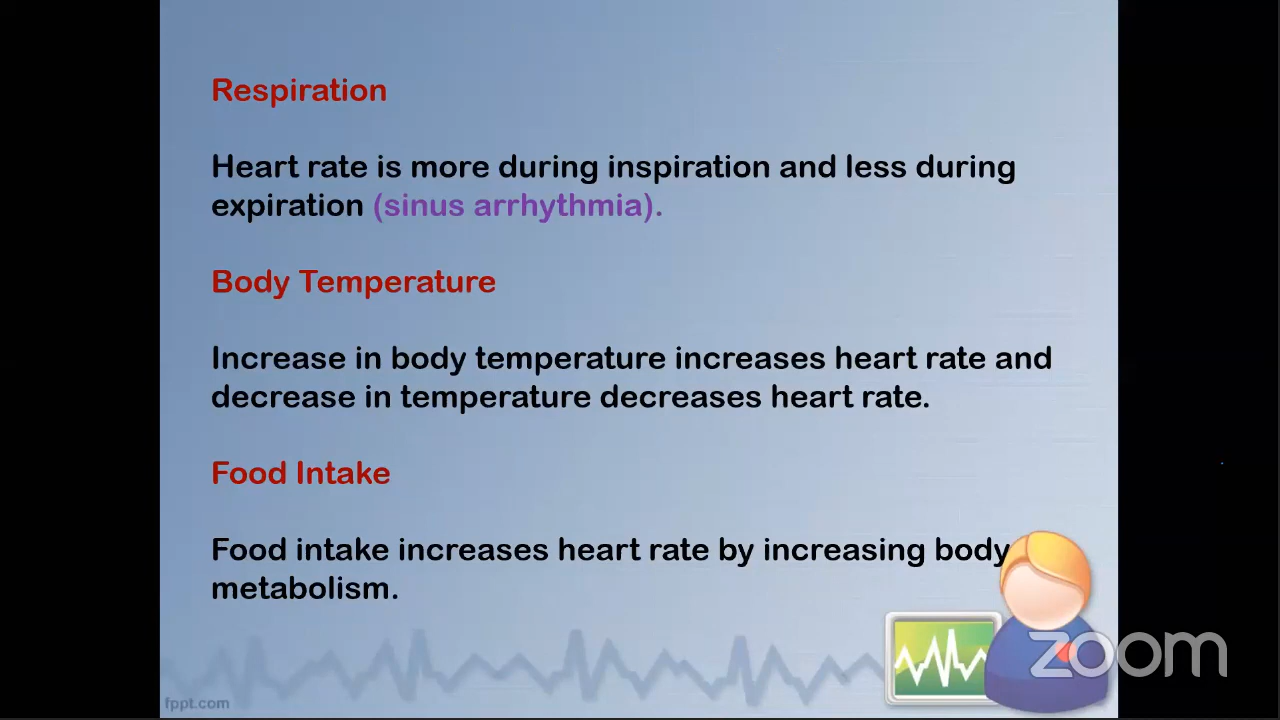 Respiration
Heart rate is more during inspiration and less during
expiration (sinus arrhythmia).
Body Temperature
Increase in body temperature increases heart rate and
decrease in temperature decreases heart rate.
Food Intake
Food intake increases heart rate by increasing body
metabolism.
zoom
fppt.com